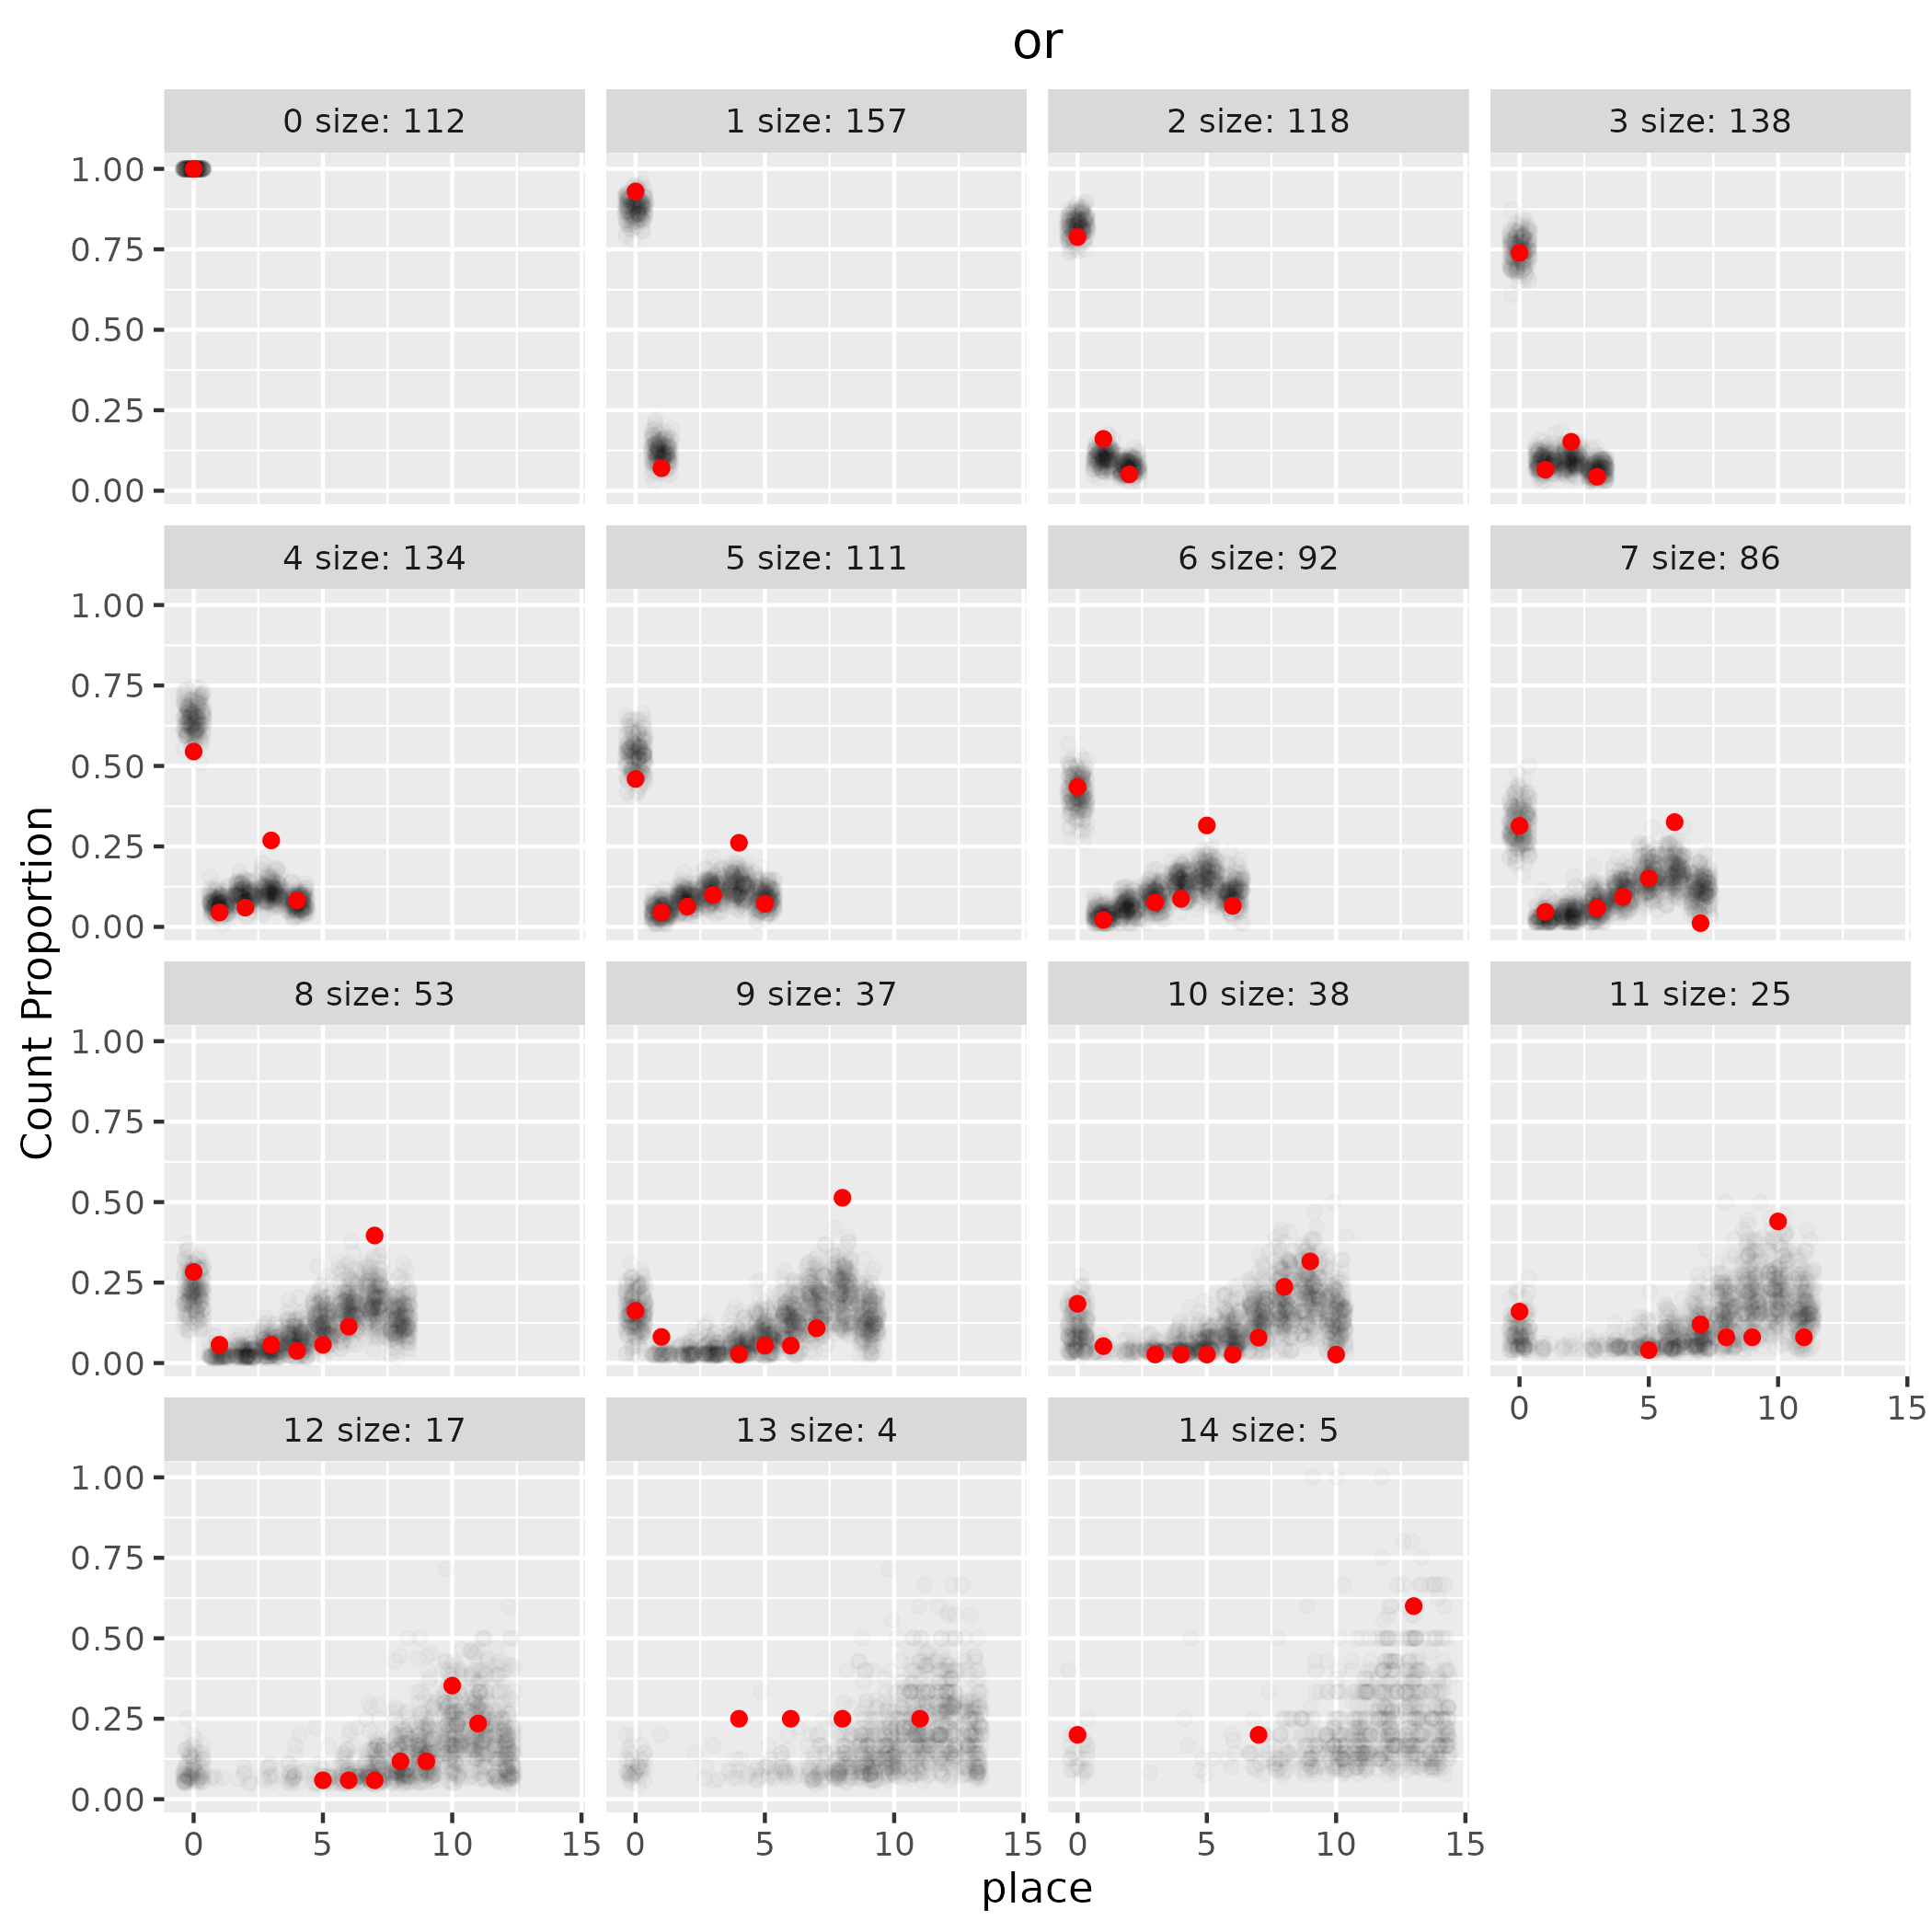 or
0 size: 112
1 size: 157
2 size: 118
3 size: 138
1.00
0.75
0.50
0.25
0.00
4 size: 134
5 size: 111
6 size: 92
7 size: 86
1.00
0.75
0.50
0.25
0.00
Count Proportion
8 size: 53
9 size: 37
10 size: 38
11 size: 25
1.00
0.75
0.50
0.25
0.00
0 5 10 15
12 size: 17
13 size: 4
14 size: 5
1.00
0.75
0.50
0.25
0.00
0 5 10 15
0 5 10 15
0 5 10 15
place